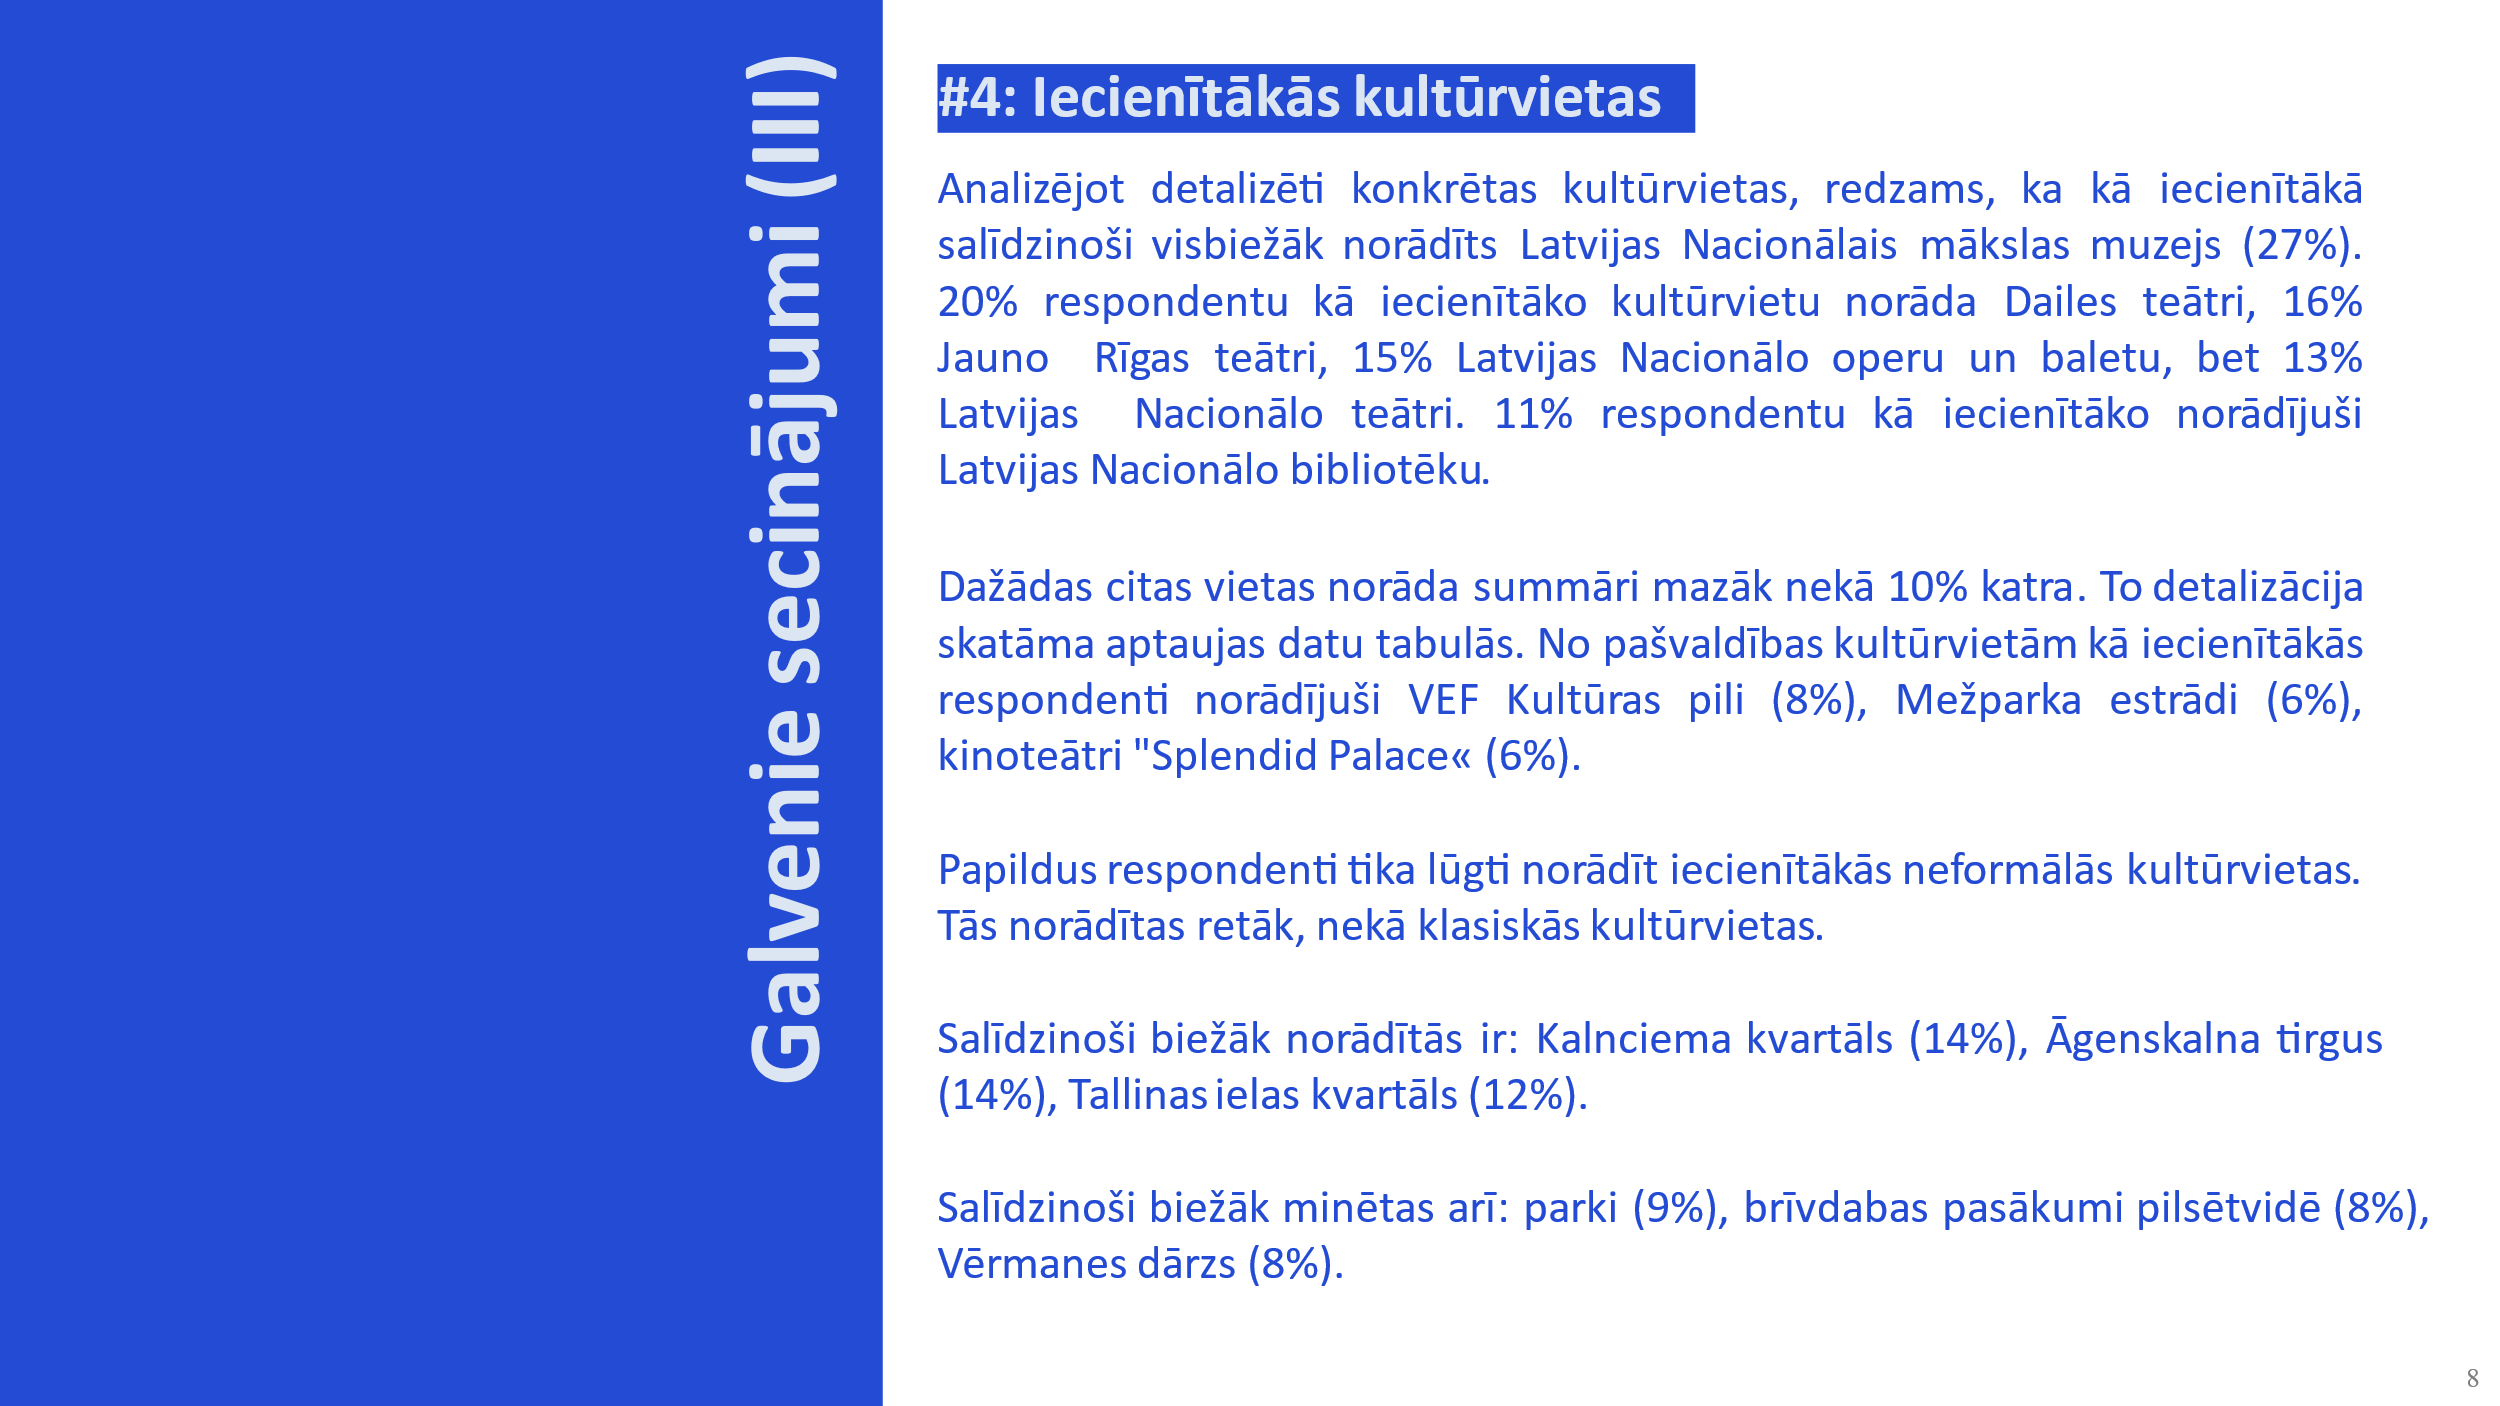 Galvenie secinājumi (III)
#4: Iecienītākās kultūrvietas
Analizējot detalizēti konkrētas kultūrvietas, redzams, ka kā iecienītākā
salīdzinoši visbiežāk norādīts Latvijas Nacionālais mākslas muzejs (27%).
20% respondentu kā iecienītāko kultūrvietu norāda Dailes teātri, 16%
Jauno Rīgas teātri, 15% Latvijas Nacionālo operu un baletu, bet 13%
Latvijas Nacionālo teātri. 11% respondentu kā iecienītāko norādījuši
Latvijas Nacionālo bibliotēku.
Dažādas citas vietas norāda summāri mazāk nekā 10% katra. To detalizācija
skatāma aptaujas datu tabulās. No pašvaldības kultūrvietām kā iecienītākās
respondenti norādījuši VEF Kultūras pili (8%), Mežparka estrādi (6%),
kinoteātri "Splendid Palace« (6%).
Papildus respondenti tika lūgti norādīt iecienītākās neformālās kultūrvietas.
Tās norādītas retāk, nekā klasiskās kultūrvietas.
Salīdzinoši biežāk norādītās ir: Kalnciema kvartāls (14%), Āgenskalna tirgus
(14%), Tallinas ielas kvartāls (12%).
Salīdzinoši biežāk minētas arī: parki (9%), brīvdabas pasākumi pilsētvidē (8%),
Vērmanes dārzs (8%).
8